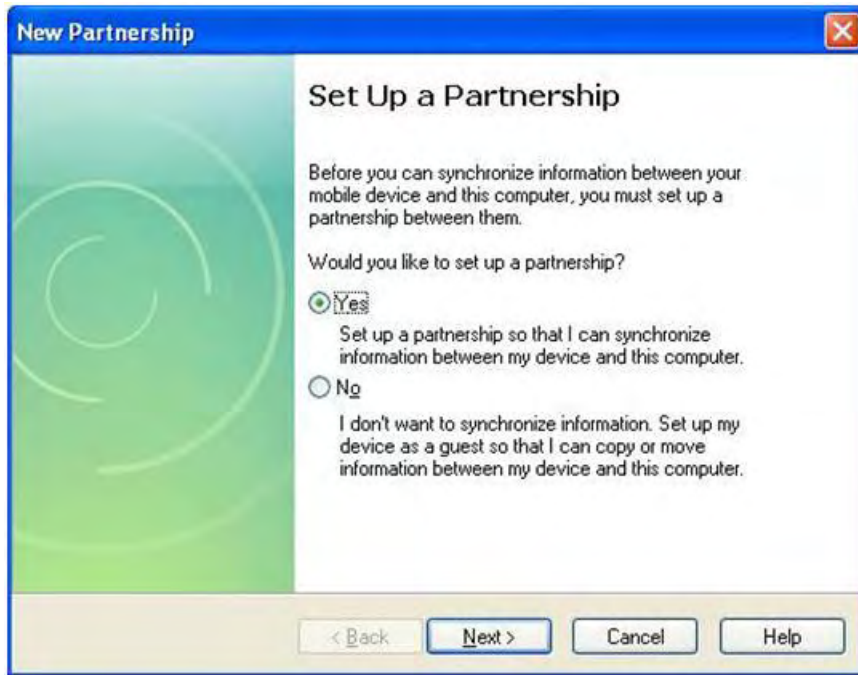 New Partnership
Set Up a Partnership
Before you can synchronize information between your
mobile device and this computer, you must set up a
partnership between them.
Would you like to set up a partnership?
Yes
Set up a partnership so that I can synchronize
information between my device and this computer.
No
I don't want to synchronize information. Set up my
device as a guest so that I can copy or move
information between my device and this computer.
< Back
Next >
Cancel
Help